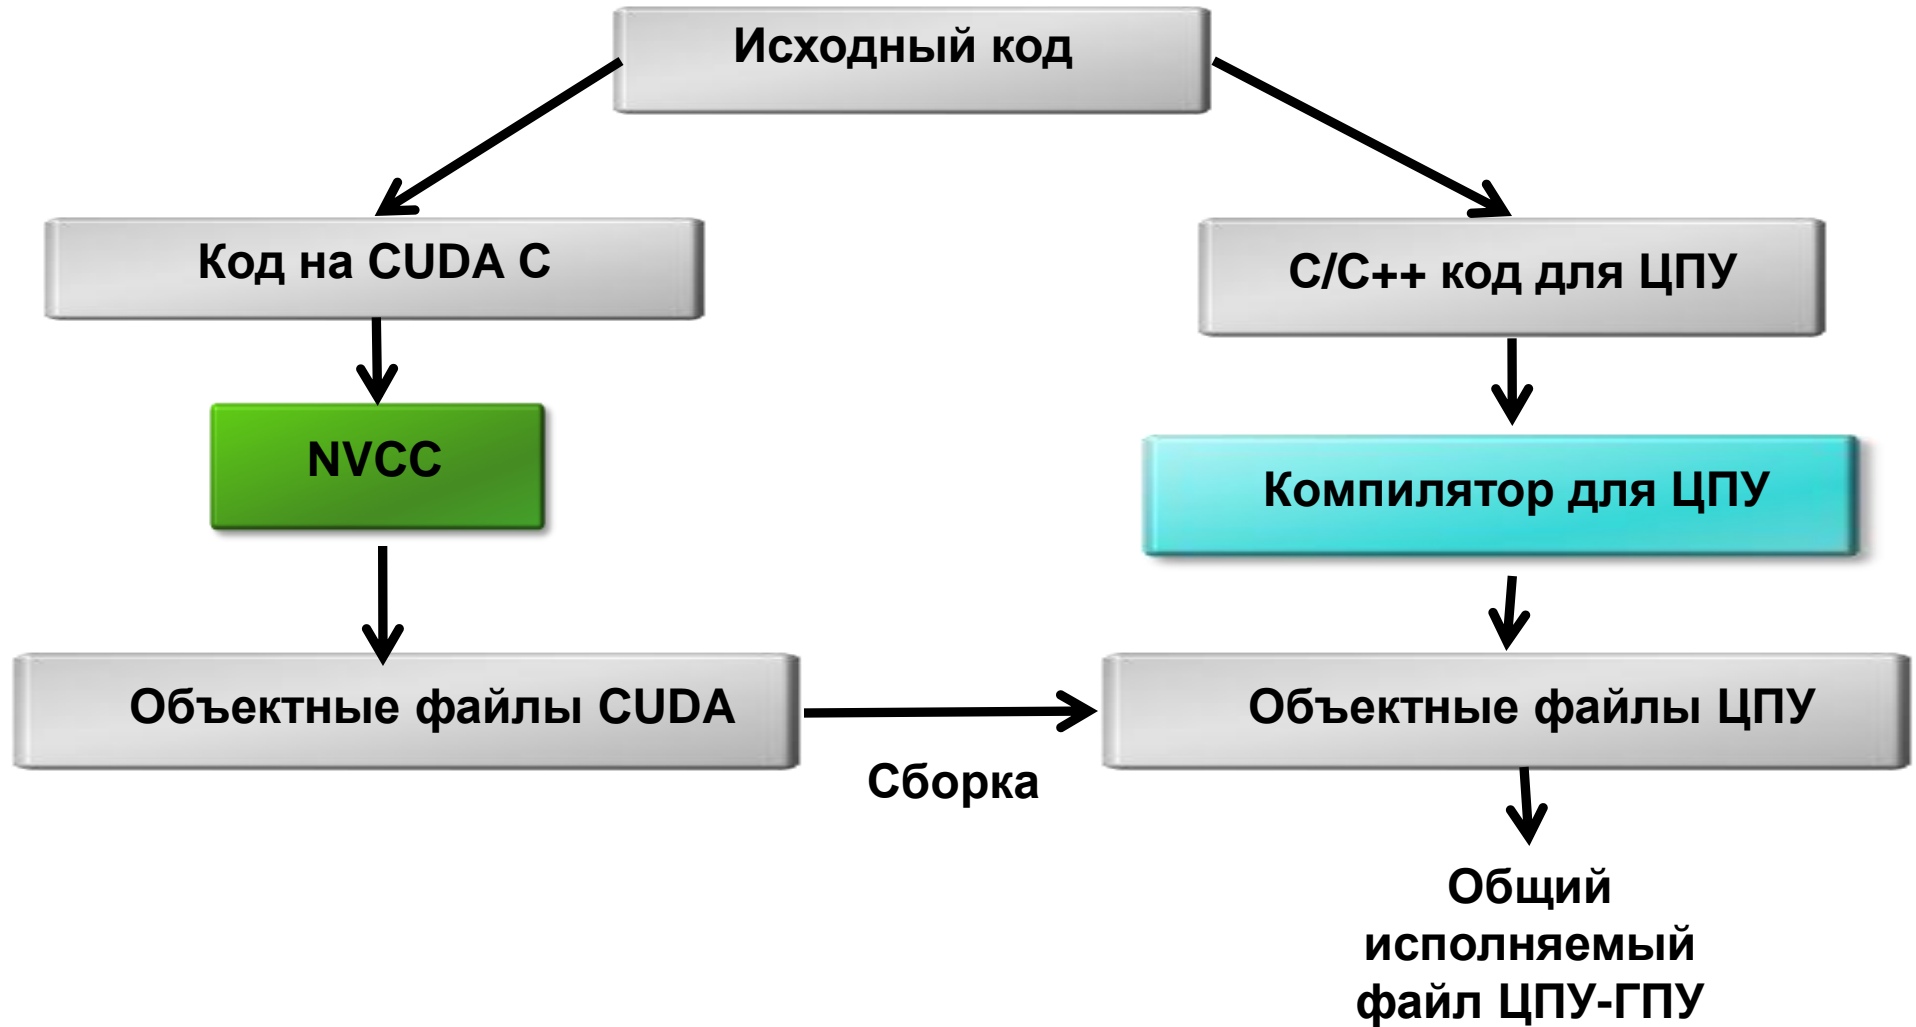 Исходный код
Код на CUDA C
C/C++ код для ЦПУ
NVCC
Компилятор для ЦПУ
Объектные файлы CUDA
Объектные файлы ЦПУ
Сборка
Общий
исполняемый
файл ЦПУ-ГПУ